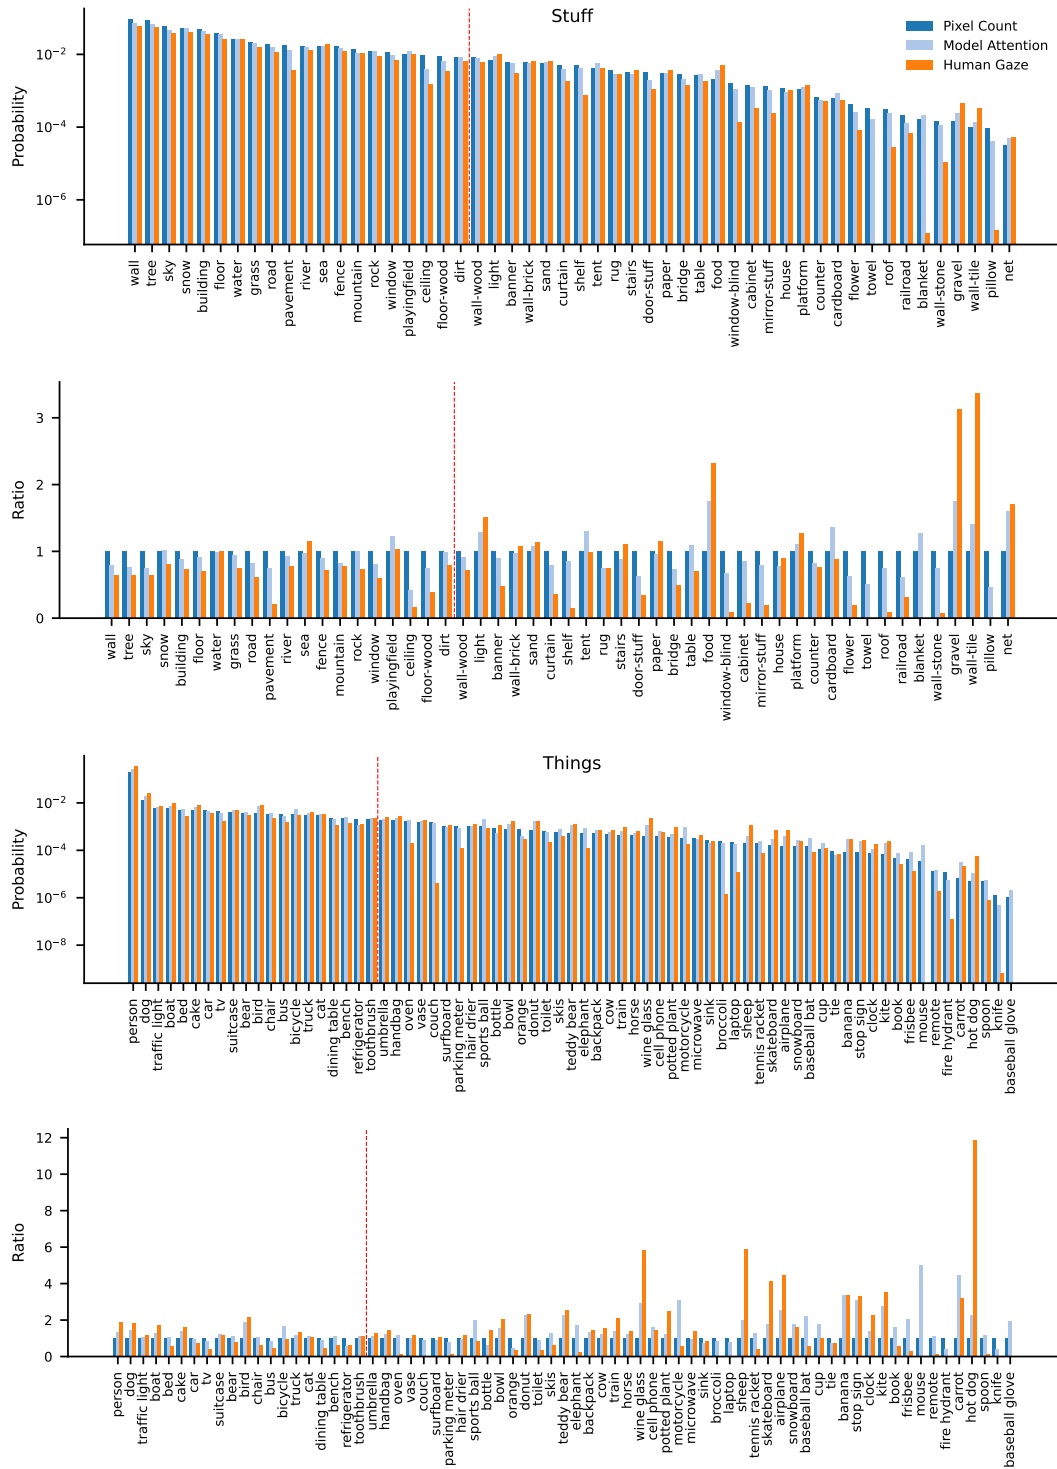 Stuff
Pixel Count
Model Attention
Human Gaze
Probability
10⁻²
10⁻⁴
10⁻⁶
wall
tree
sky
snow
building
floor
water
grass
road
pavement
river
sea
fence
mountain
rock
window
playingfield
ceiling
floor-wood
dirt
wall-wood
light
banner
wall-brick
sand
curtain
shelf
tent
rug
stairs
door-stuff
paper
bridge
table
food
window-blind
cabinet
mirror-stuff
house
platform
counter
cardboard
flower
towel
roof
railroad
blanket
wall-stone
gravel
wall-tile
pillow
net
Ratio
3
2
1
0
wall
tree
sky
snow
building
floor
water
grass
road
pavement
river
sea
fence
mountain
rock
window
playingfield
ceiling
floor-wood
dirt
wall-wood
light
banner
wall-brick
sand
curtain
shelf
tent
rug
stairs
door-stuff
paper
bridge
table
food
window-blind
cabinet
mirror-stuff
house
platform
counter
cardboard
flower
towel
roof
railroad
blanket
wall-stone
gravel
wall-tile
pillow
net
Things
Probability
10⁻²
10⁻⁴
10⁻⁶
10⁻⁸
person
dog
traffic light
boat
bed
cake
car
tv
suitcase
bear
bird
chair
bus
bicycle
truck
cat
dining table
bench
refrigerator
toothbrush
umbrella
handbag
oven
vase
couch
surfboard
parking meter
hair drier
sports ball
bottle
bowl
orange
donut
toilet
skis
teddy bear
elephant
backpack
cow
train
horse
wine glass
cell phone
potted plant
motorcycle
microwave
sink
broccoli
laptop
sheep
tennis racket
skateboard
airplane
snowboard
baseball bat
cup
tie
banana
stop sign
clock
kite
book
frisbee
mouse
remote
fire hydrant
carrot
hot dog
spoon
knife
baseball glove
Ratio
12
10
8
6
4
2
0
person
dog
traffic light
boat
bed
cake
car
tv
suitcase
bear
bird
chair
bus
bicycle
truck
cat
dining table
bench
refrigerator
toothbrush
umbrella
handbag
oven
vase
couch
surfboard
parking meter
hair drier
sports ball
bottle
bowl
orange
donut
toilet
skis
teddy bear
elephant
backpack
cow
train
horse
wine glass
cell phone
potted plant
motorcycle
microwave
sink
broccoli
laptop
sheep
tennis racket
skateboard
airplane
snowboard
baseball bat
cup
tie
banana
stop sign
clock
kite
book
frisbee
mouse
remote
fire hydrant
carrot
hot dog
spoon
knife
baseball glove